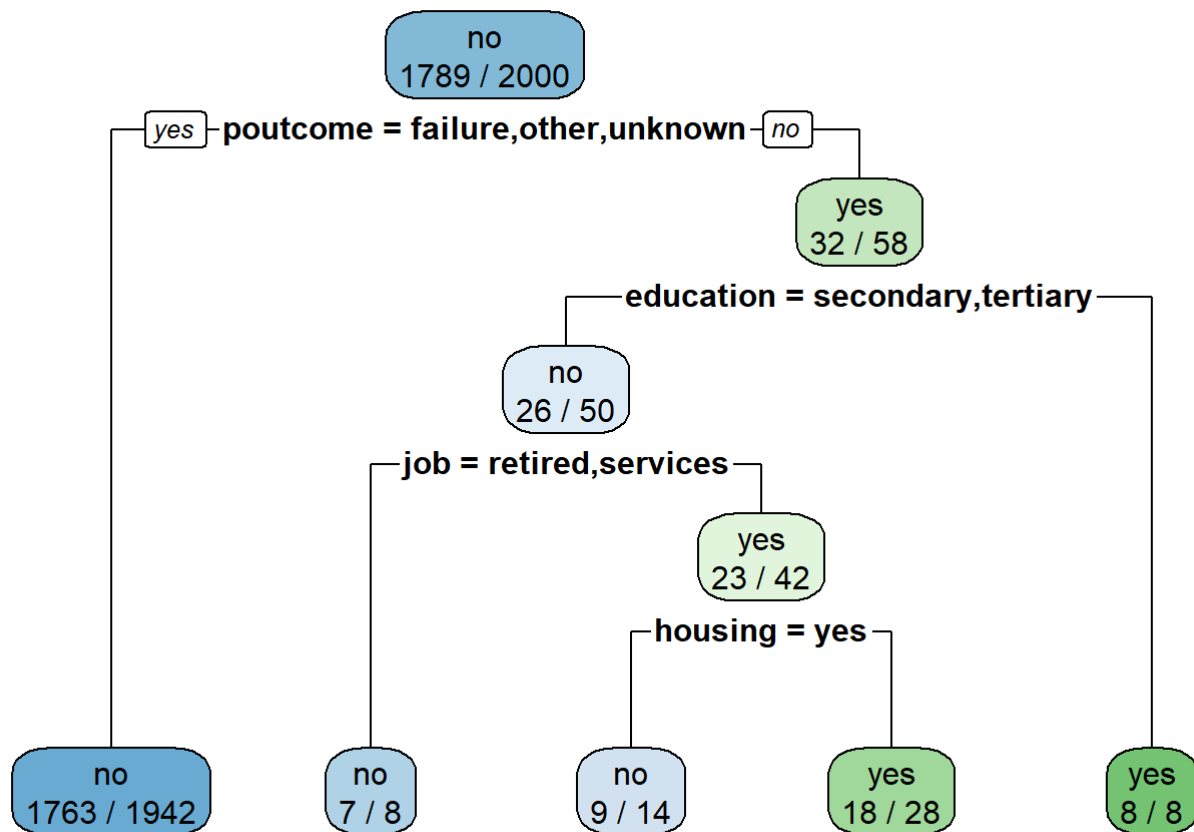 no
1789 / 2000
yes poutcome = failure,other,unknown no
yes
32 / 58
education = secondary,tertiary
no
26 / 50
job = retired,services
yes
23 / 42
housing = yes
no
1763 / 1942
no
7 / 8
no
9 / 14
yes
18 / 28
yes
8 / 8